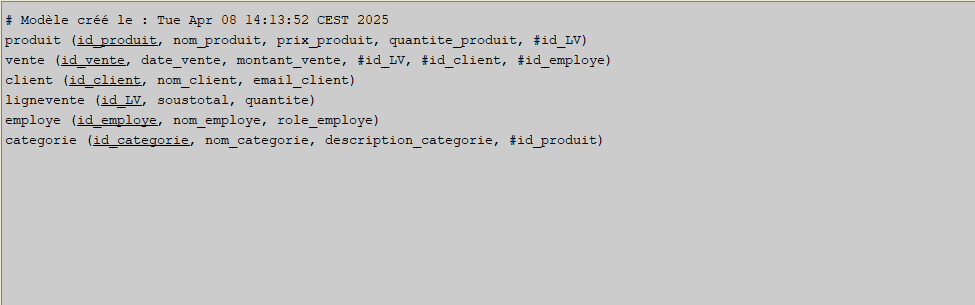 # Modèle créé le : Tue Apr 08 14:13:52 CEST 2025
produit (id_produit, nom_produit, prix_produit, quantite_produit, #id_LV)
vente (id_vente, date_vente, montant_vente, #id_LV, #id_client, #id_employe)
client (id_client, nom_client, email_client)
lignevente (id_LV, soustotal, quantite)
employe (id_employe, nom_employe, role_employe)
categorie (id_categorie, nom_categorie, description_categorie, #id_produit)